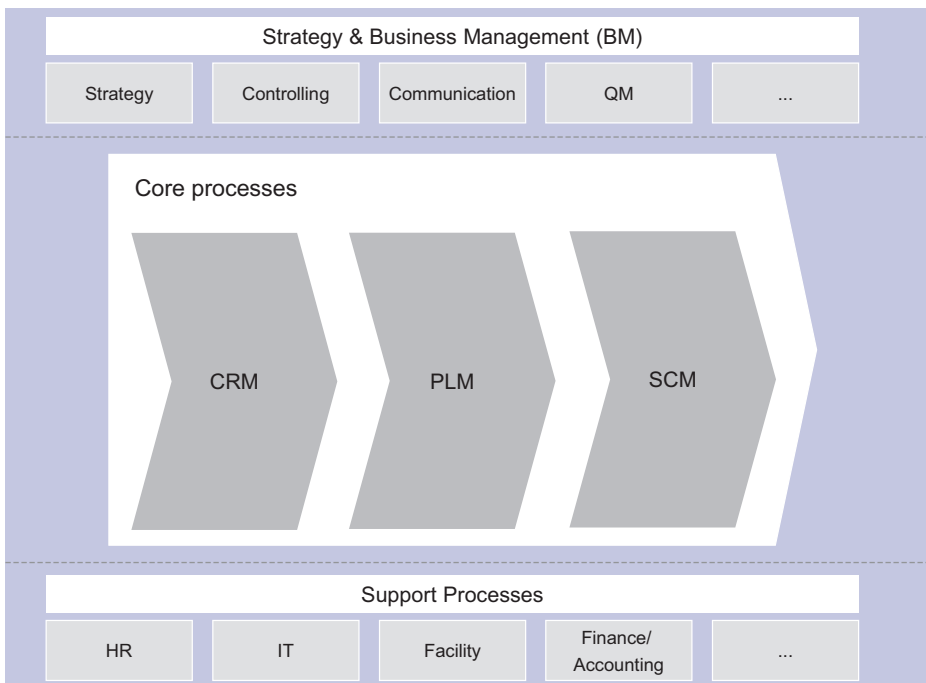 Strategy & Business Management (BM)
Strategy
Controlling
Communication
QM
...
Core processes
CRM
PLM
SCM
Support Processes
HR
IT
Facility
Finance/
Accounting
...